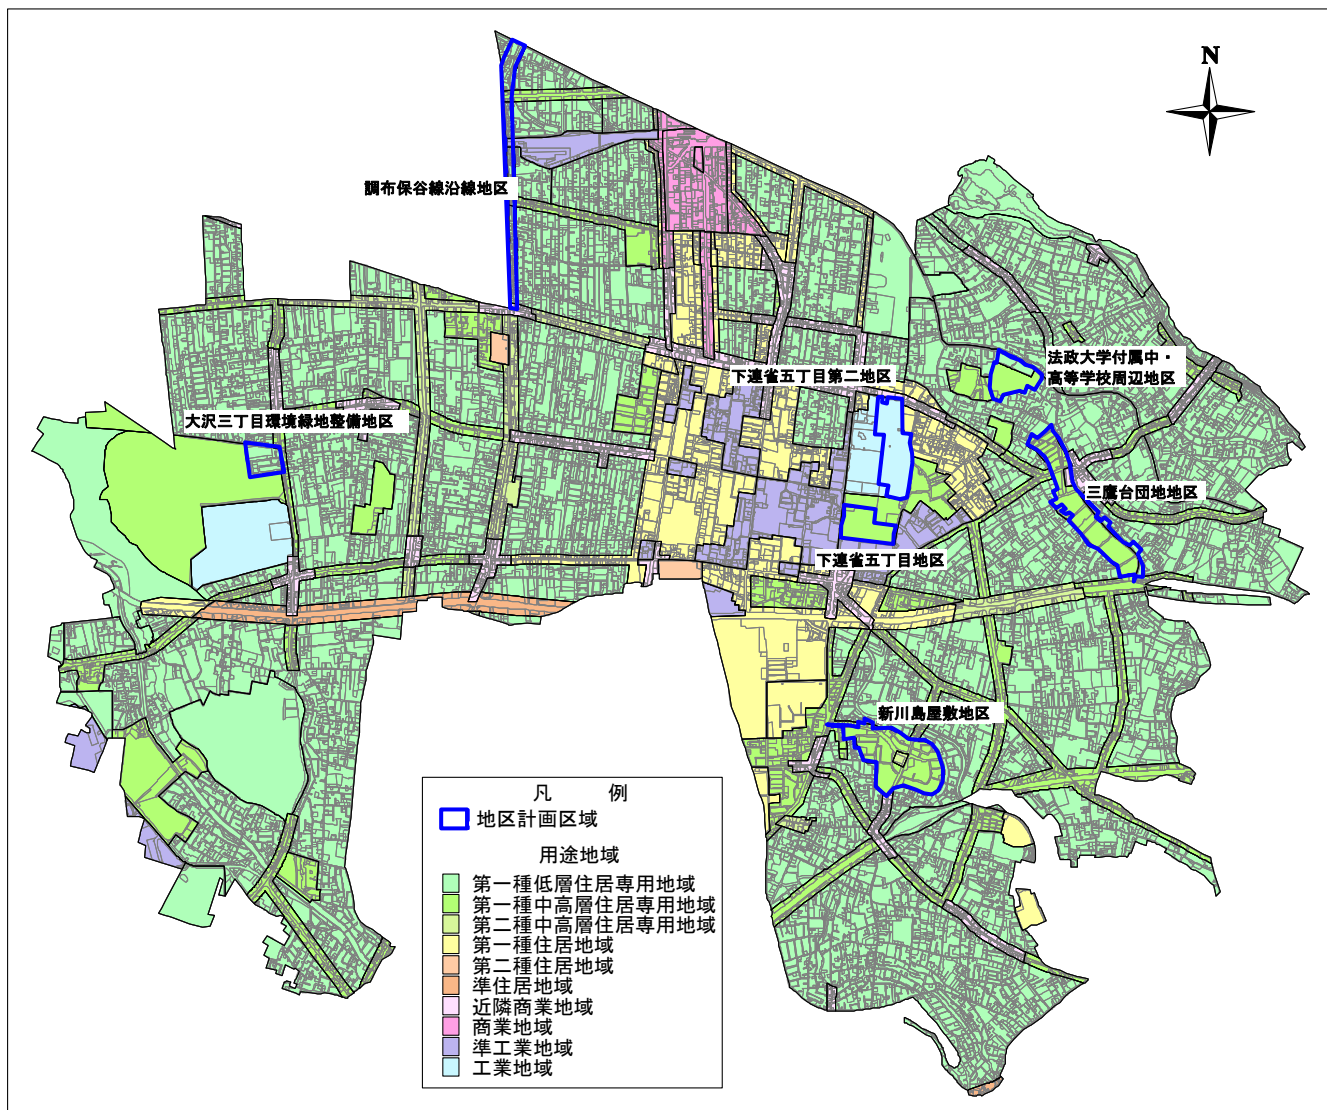 N
調布保谷線沿線地区
法政大学付属中・
高等学校周辺地区
下連雀五丁目第二地区
大沢三丁目環境緑地整備地区
三鷹台団地地区
下連雀五丁目地区
新川島屋敷地区
凡 例
地区計画区域
用途地域
第一種低層住居専用地域
第一種中高層住居専用地域
第二種中高層住居専用地域
第一種住居地域
第二種住居地域
準住居地域
近隣商業地域
商業地域
準工業地域
工業地域